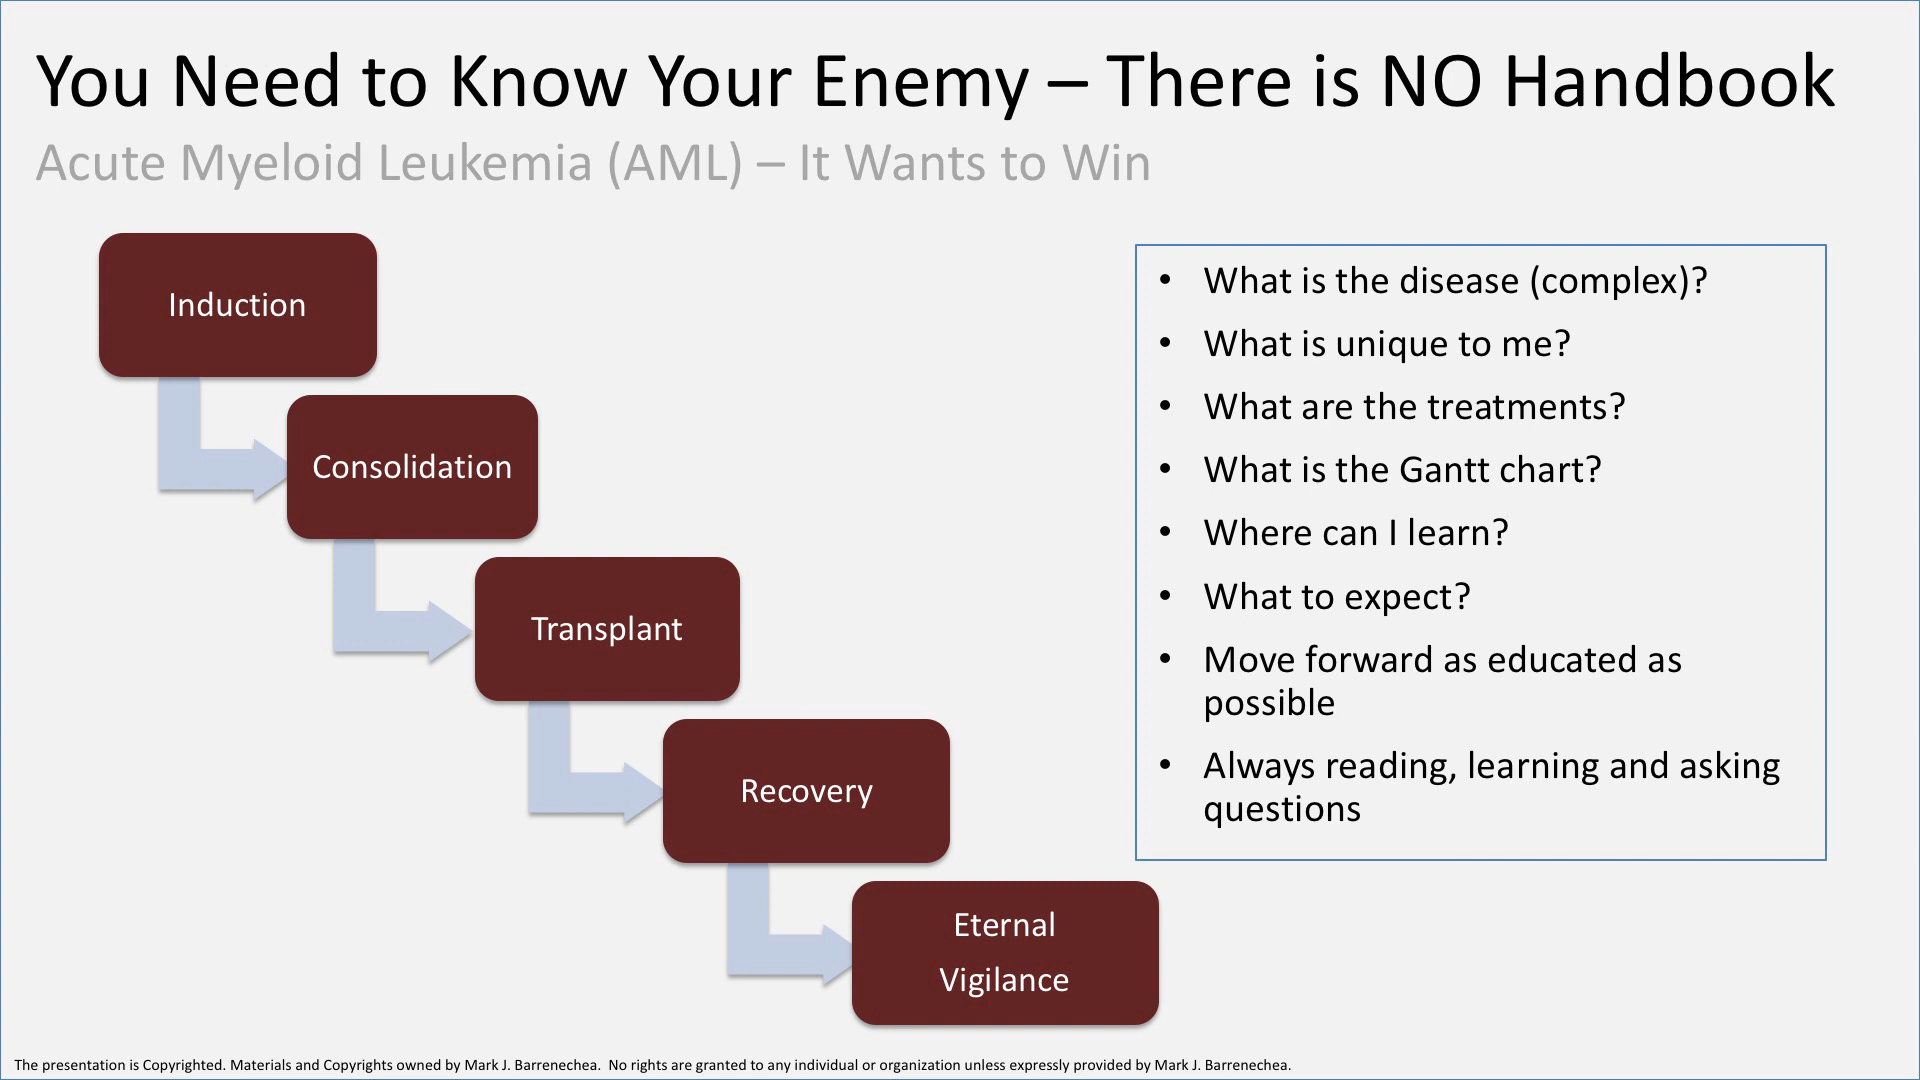 You Need to Know Your Enemy – There is NO Handbook
Acute Myeloid Leukemia (AML) – It Wants to Win
Induction
Consolidation
Transplant
Recovery
Eternal
Vigilance
• What is the disease (complex)?
• What is unique to me?
• What are the treatments?
• What is the Gantt chart?
• Where can I learn?
• What to expect?
• Move forward as educated as
possible
• Always reading, learning and asking
questions
The presentation is Copyrighted. Materials and Copyrights owned by Mark J. Barrenechea.  No rights are granted to any individual or organization unless expressly provided by Mark J. Barrenechea.